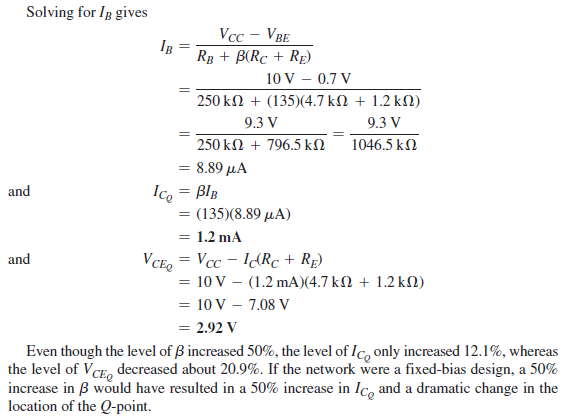 Solving for I_B gives
I_B = (V_CC − V_BE) / (R_B + β(R_C + R_E))
= (10 V − 0.7 V) / (250 kΩ + (135)(4.7 kΩ + 1.2 kΩ))
= 9.3 V / (250 kΩ + 796.5 kΩ) = 9.3 V / 1046.5 kΩ
= 8.89 μA
and I_CQ = βI_B
= (135)(8.89 μA)
= 1.2 mA
and V_CEQ = V_CC − I_C(R_C + R_E)
= 10 V − (1.2 mA)(4.7 kΩ + 1.2 kΩ)
= 10 V − 7.08 V
= 2.92 V
Even though the level of β increased 50%, the level of I_CQ only increased 12.1%, whereas
the level of V_CEQ decreased about 20.9%. If the network were a fixed-bias design, a 50%
increase in β would have resulted in a 50% increase in I_CQ and a dramatic change in the
location of the Q-point.